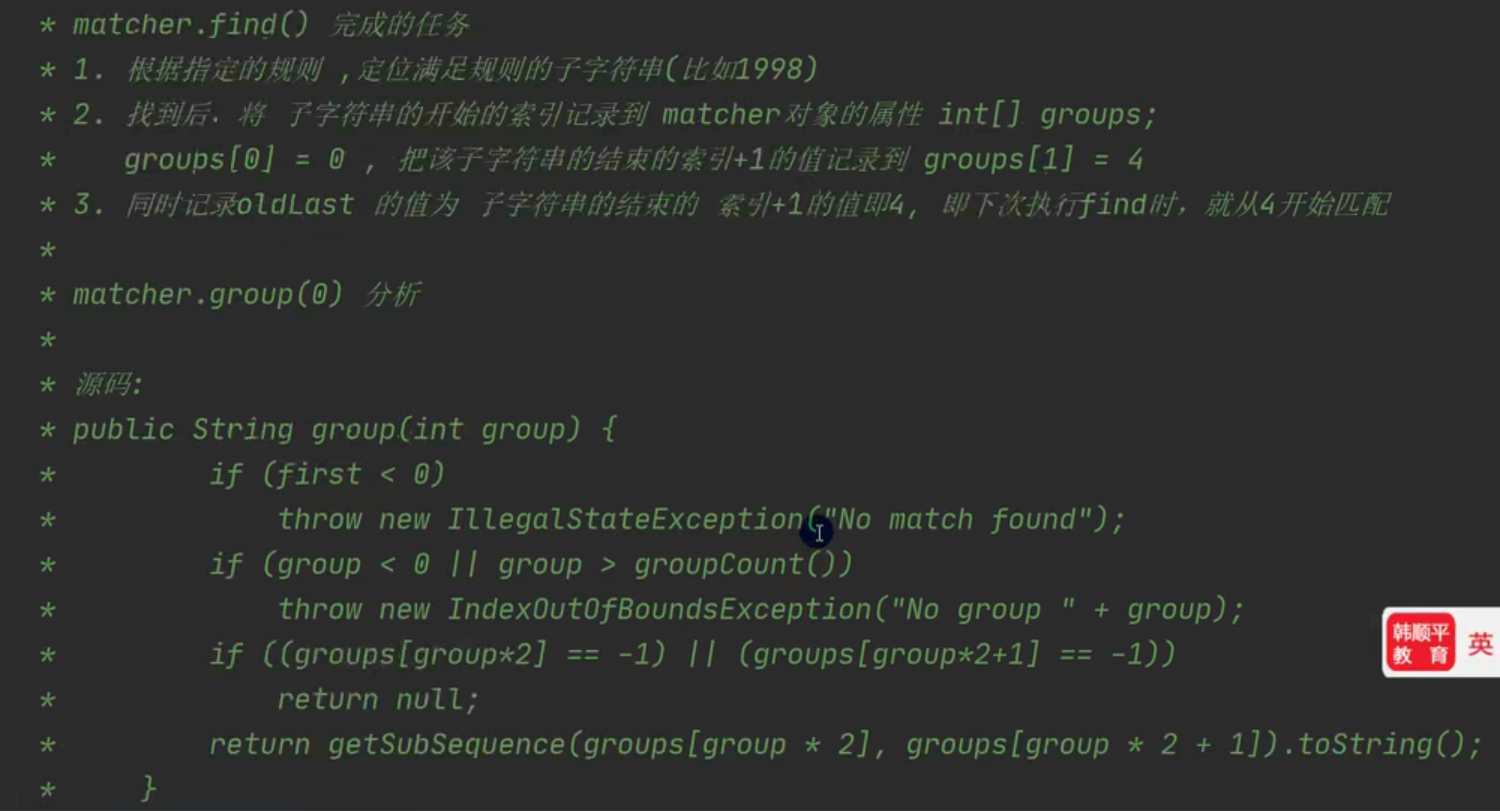 * matcher.find() 完成的任务
* 1. 根据指定的规则 ,定位满足规则的子字符串(比如1998)
* 2. 找到后，将 子字符串的开始的索引记录到 matcher对象的属性 int[] groups;
*    groups[0] = 0 , 把该子字符串的结束的索引+1的值记录到 groups[1] = 4
* 3. 同时记录oldLast 的值为 子字符串的结束的 索引+1的值即4, 即下次执行find时，就从4开始匹配
*
* matcher.group(0) 分析
*
* 源码:
* public String group(int group) {
*         if (first < 0)
*             throw new IllegalStateException("No match found");
*         if (group < 0 || group > groupCount())
*             throw new IndexOutOfBoundsException("No group " + group);
*         if ((groups[group*2] == -1) || (groups[group*2+1] == -1))
*             return null;
*         return getSubSequence(groups[group * 2], groups[group * 2 + 1]).toString();
*     }
韩顺平
教 育
英